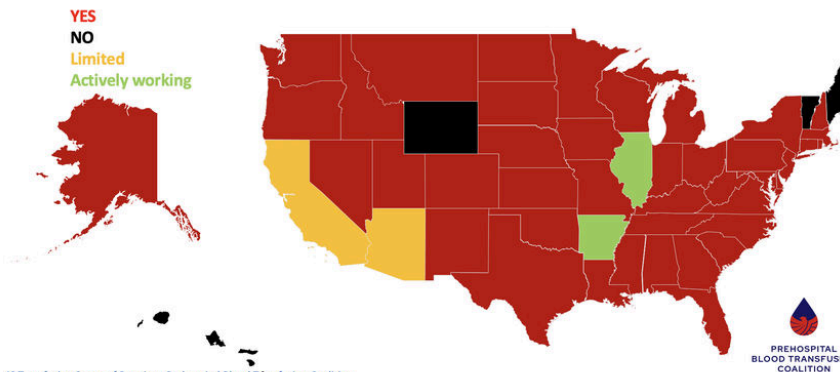 YES
NO
Limited
Actively working
PREHOSPITAL
BLOOD TRANSFUS
COALITION